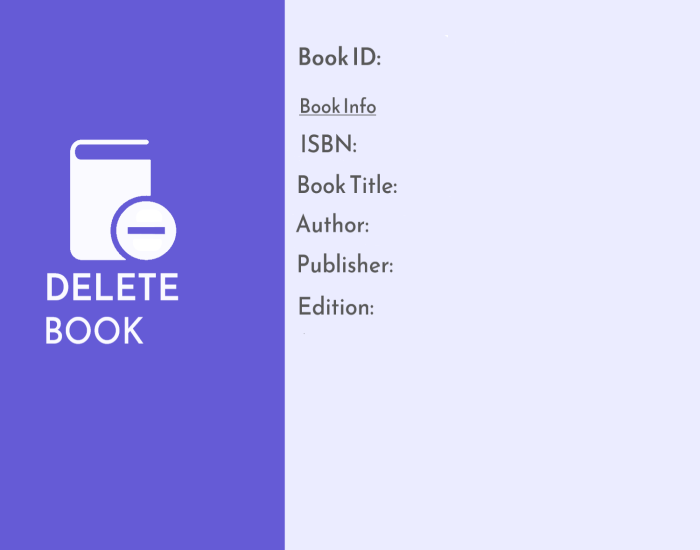 DELETE
BOOK
Book ID:
Book Info
ISBN:
Book Title:
Author:
Publisher:
Edition: